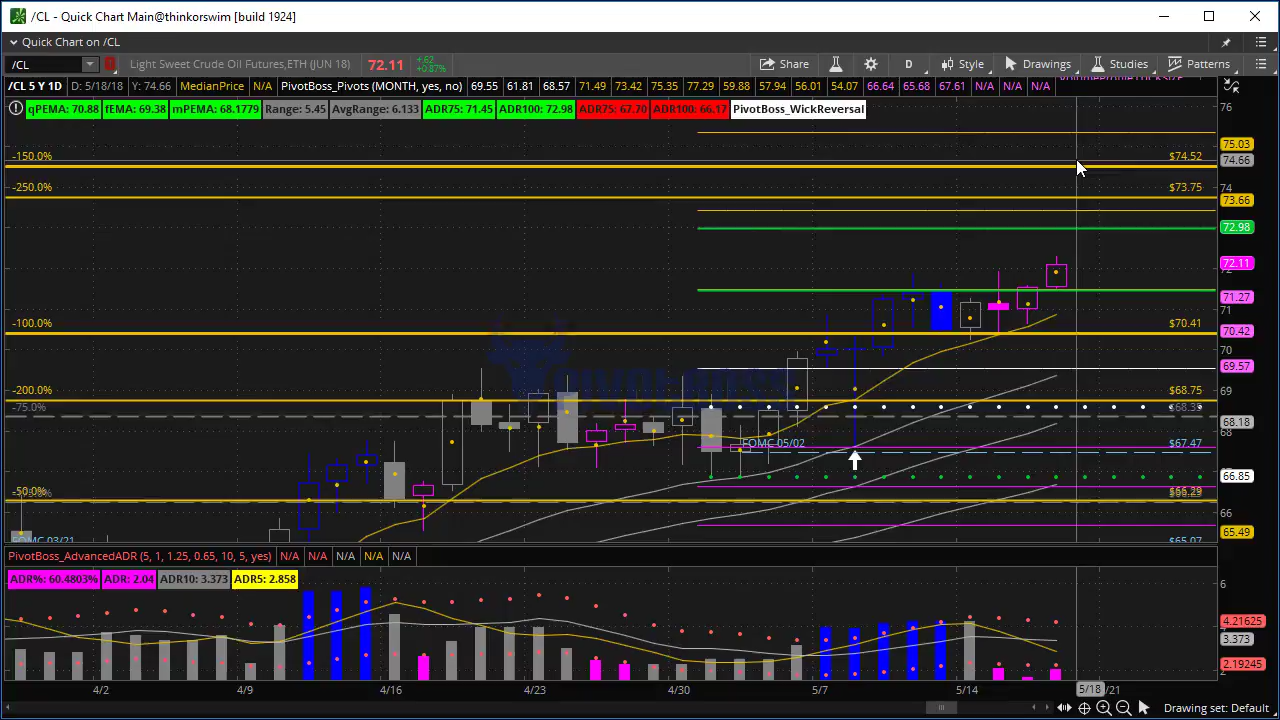 /CL - Quick Chart Main@thinkorswim [build 1924]
Quick Chart on /CL
/CL
Light Sweet Crude Oil Futures,ETH (JUN 18)
72.11
+.62
+0.87%
Share
D
Style
Drawings
Studies
Patterns
/CL 5 Y 1D
D: 5/18/18
Y: 74.66
MedianPrice
N/A
PivotBoss_Pivots (MONTH, yes, no)
69.55
61.81
68.57
71.49
73.42
75.35
77.29
59.88
57.94
56.01
54.07
66.64
65.68
67.61
N/A
N/A
N/A
qPEMA: 70.88
fEMA: 69.38
mPEMA: 68.1779
Range: 5.45
AvgRange: 6.133
ADR75: 71.45
ADR100: 72.98
ADR75: 67.70
ADR100: 66.17
PivotBoss_WickReversal
76
-150.0%
$74.52
75.03
74.66
-250.0%
$73.75
74
73.66
72.98
72.11
71.27
71
-100.0%
$70.41
70.42
70
69.57
-200.0%
$68.75
69
-75.0%
68.18
68
FOMC 05/02
$67.47
66.85
-50.0%
66
FOMC 03/21
$65.07
65.49
PivotBoss_AdvancedADR (5, 1, 1.25, 0.65, 10, 5, yes)
N/A
N/A
N/A
N/A
N/A
ADR%: 60.4803%
ADR: 2.04
ADR10: 3.373
ADR5: 2.858
6
4.21625
3.373
2.19245
4/2
4/9
4/16
4/23
4/30
5/7
5/14
5/18
/21
Drawing set: Default